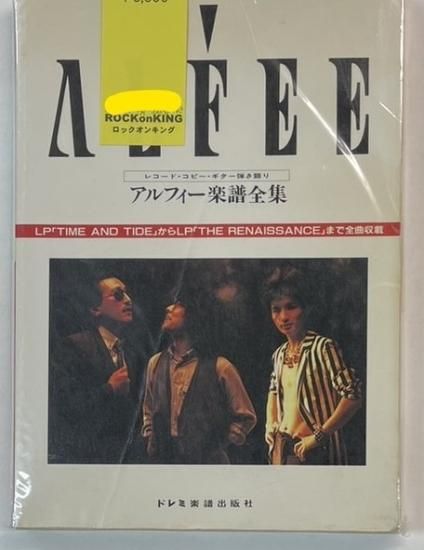 ALFEE
ROCKonKING
ロックオンキング
レコード・コピー・ギター弾き語り
アルフィー楽譜全集
LP「TIME AND TIDE」からLP「THE RENAISSANCE」まで全曲収載
ドレミ楽譜出版社